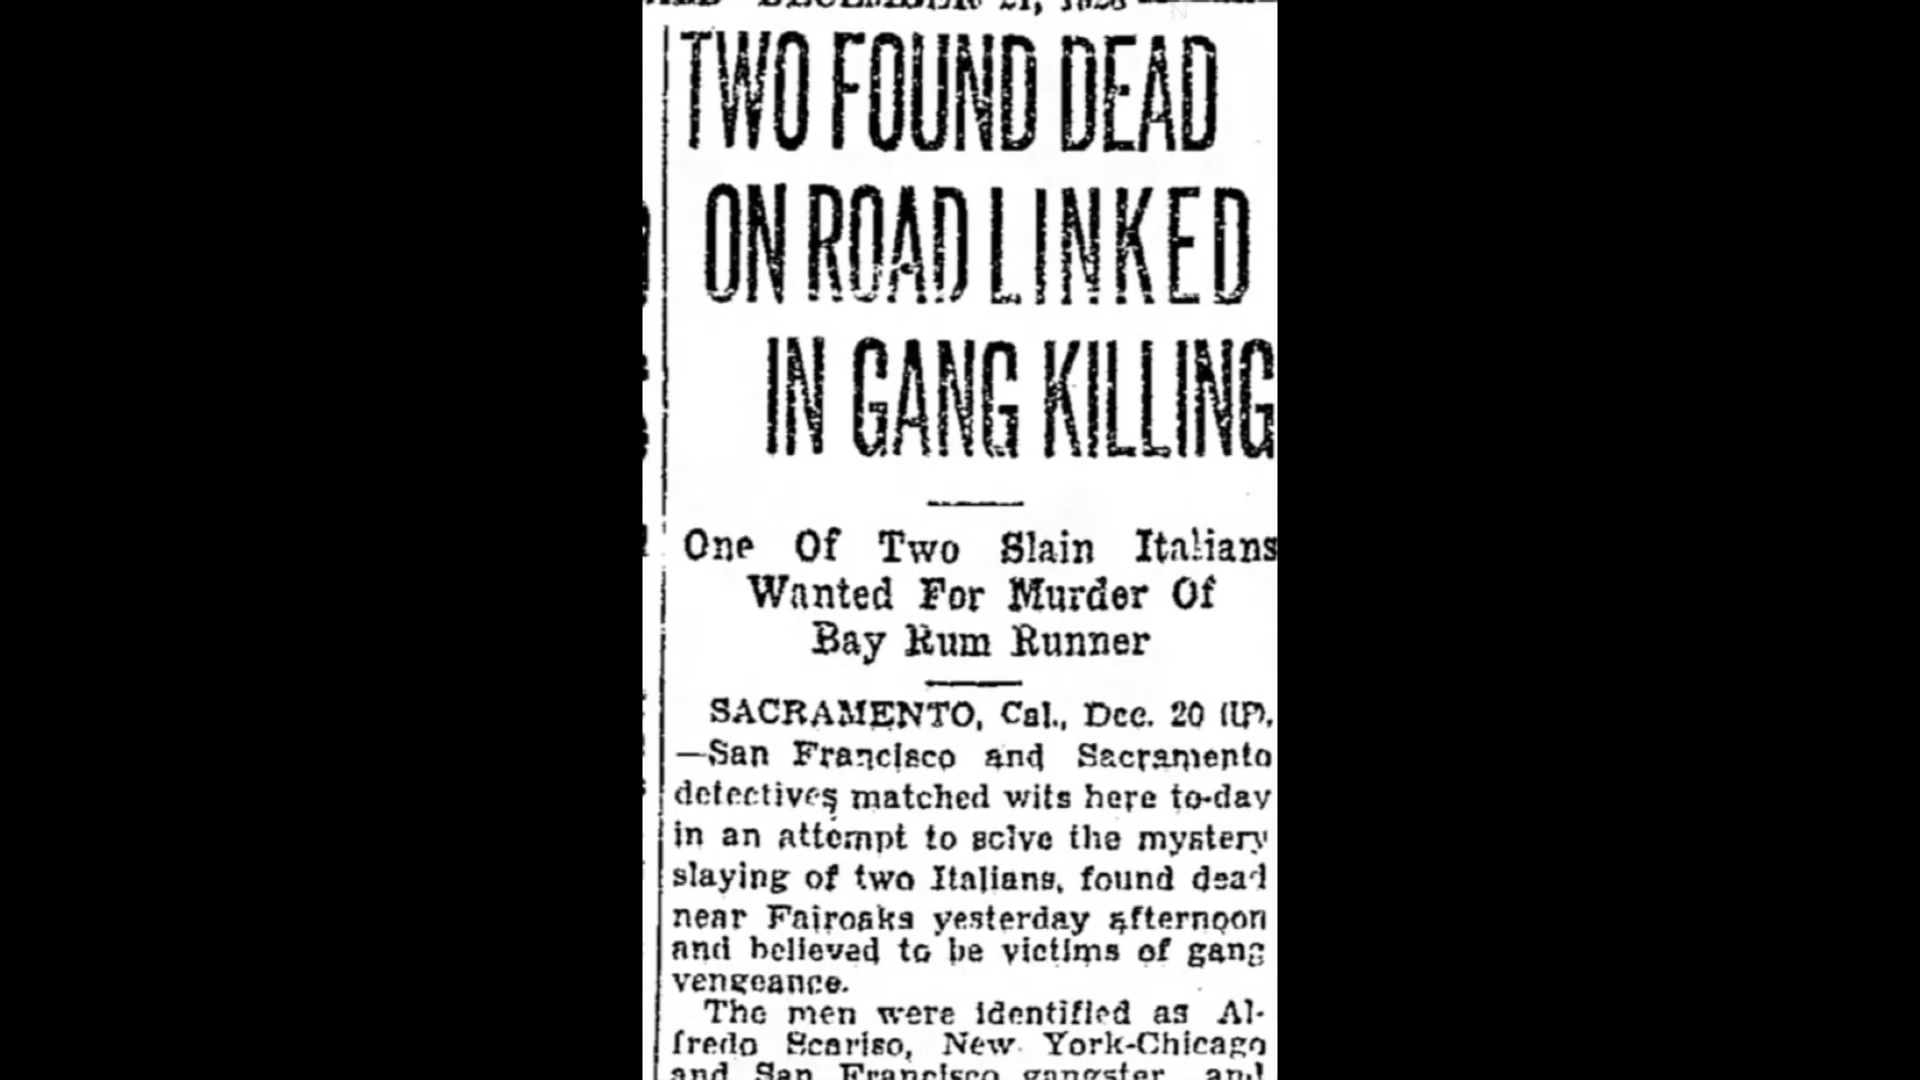 DECEMBER 21, 1928
TWO FOUND DEAD
ON ROAD LINKED
IN GANG KILLING
One Of Two Slain Italians
Wanted For Murder Of
Bay Rum Runner
SACRAMENTO, Cal., Dec. 20 (IP).
—San Francisco and Sacramento
detectives matched wits here to-day
in an attempt to solve the mystery
slaying of two Italians, found dead
near Fairoaks yesterday afternoon
and believed to be victims of gang
vengeance.
The men were identified as Al-
fredo Scariso, New York-Chicago
and San Francisco gangster, and